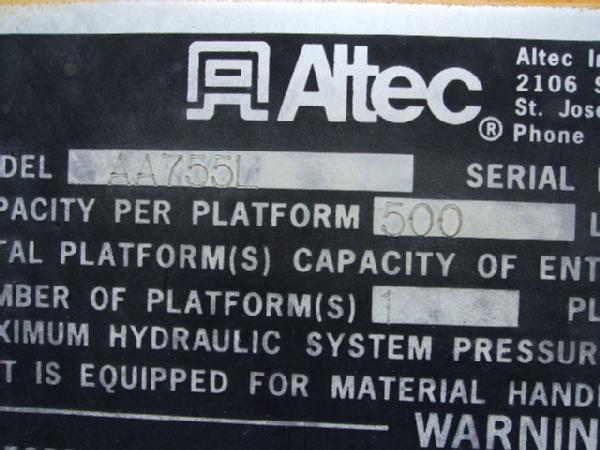 Altec
Altec In
2106 S
St. Jose
® Phone
DEL AA755L SERIAL
PACITY PER PLATFORM 500 L
TAL PLATFORM(S) CAPACITY OF ENT
MBER OF PLATFORM(S) 1 PL
XIMUM HYDRAULIC SYSTEM PRESSUR
T IS EQUIPPED FOR MATERIAL HAND
WARNIN